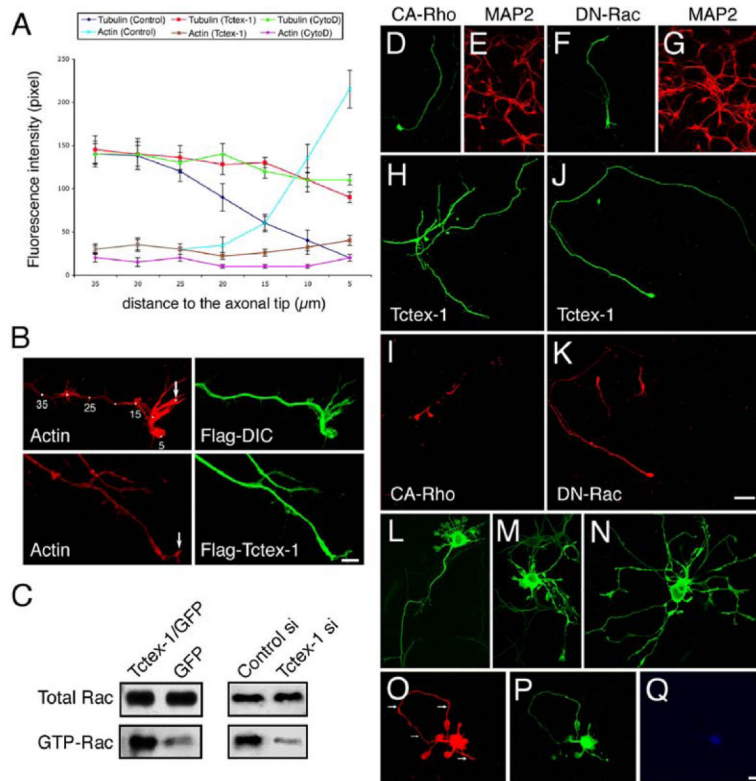 A
Tubulin (Control) Tubulin (Tctex-1) Tubulin (CytoD)
Actin (Control) Actin (Tctex-1) Actin (CytoD)
Fluorescence intensity (pixel)
250
200
150
100
50
0
35 30 25 20 15 10 5
distance to the axonal tip (µm)
B
35 25 15 5
Actin
Flag-DIC
Actin
Flag-Tctex-1
C
Tctex-1/GFP
GFP
Control si
Tctex-1 si
Total Rac
GTP-Rac
CA-Rho MAP2 DN-Rac MAP2
D E F G
H J
Tctex-1 Tctex-1
I K
CA-Rho DN-Rac
L M N
O P Q